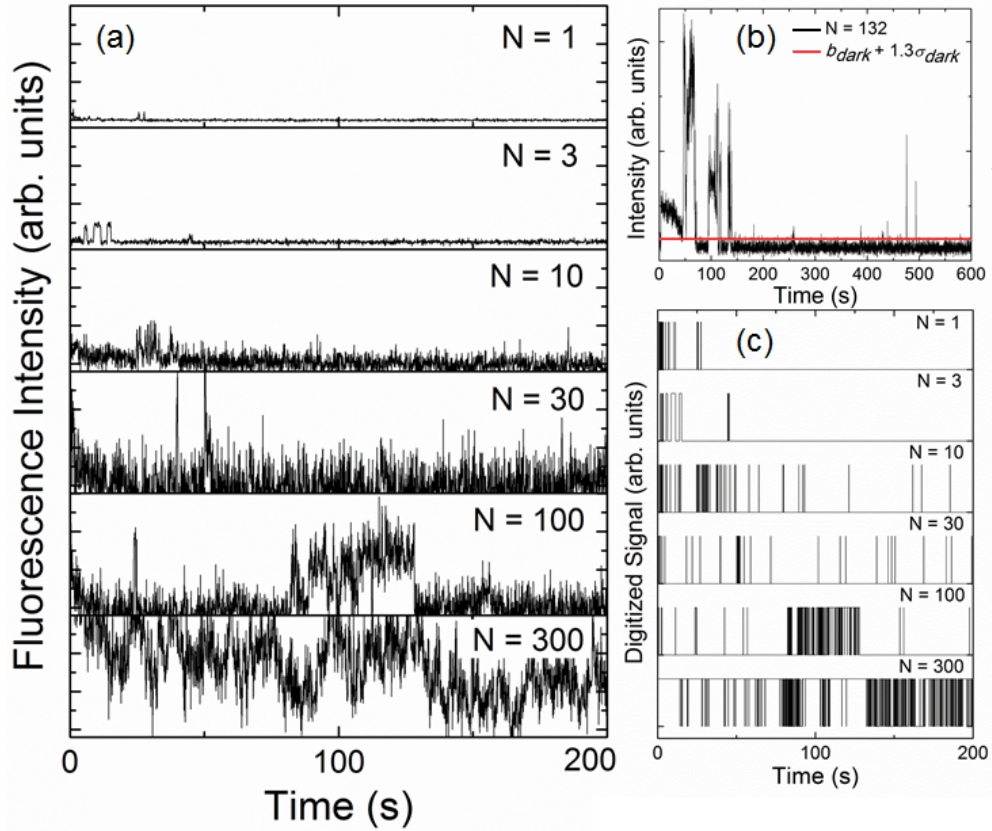 (a)
N = 1
N = 3
N = 10
N = 30
N = 100
N = 300
Fluorescence Intensity (arb. units)
0
100
200
Time (s)
(b)
N = 132
b_dark + 1.3σ_dark
Intensity (arb. units)
0 100 200 300 400 500 600
Time (s)
(c)
N = 1
N = 3
N = 10
N = 30
N = 100
N = 300
Digitized Signal (arb. units)
0
100
200
Time (s)